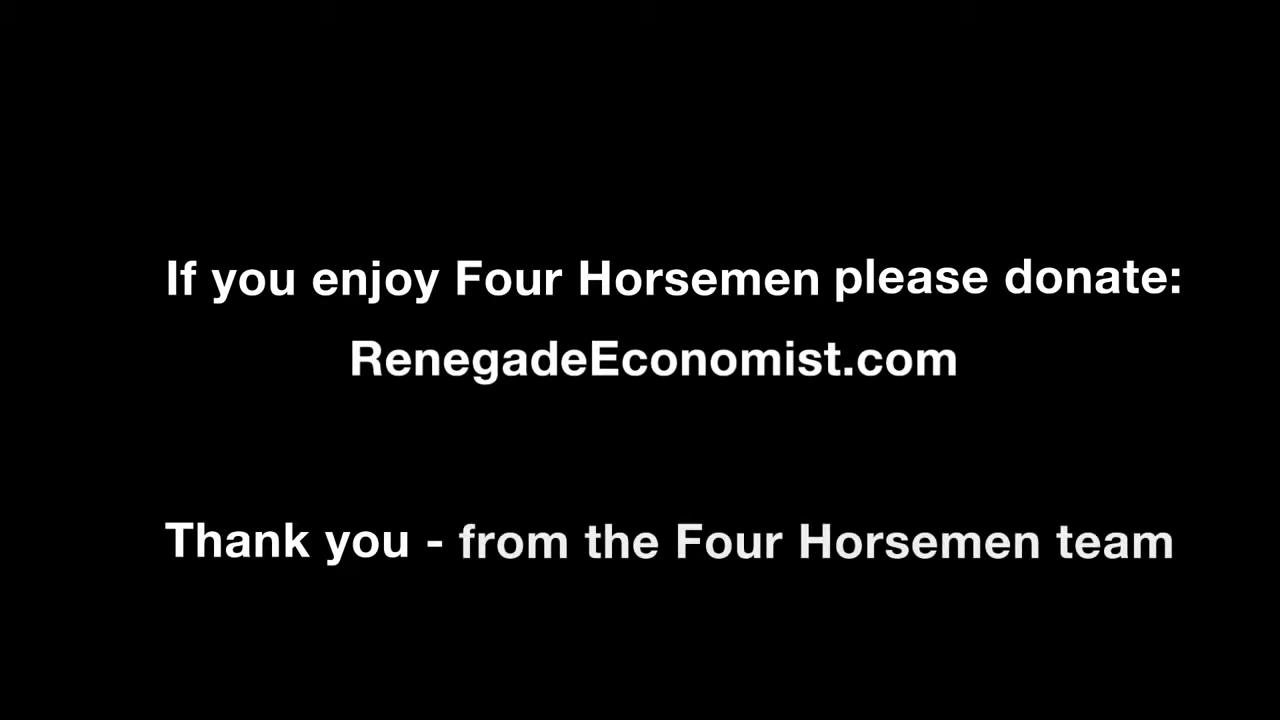 If you enjoy Four Horsemen please donate:
RenegadeEconomist.com
Thank you - from the Four Horsemen team